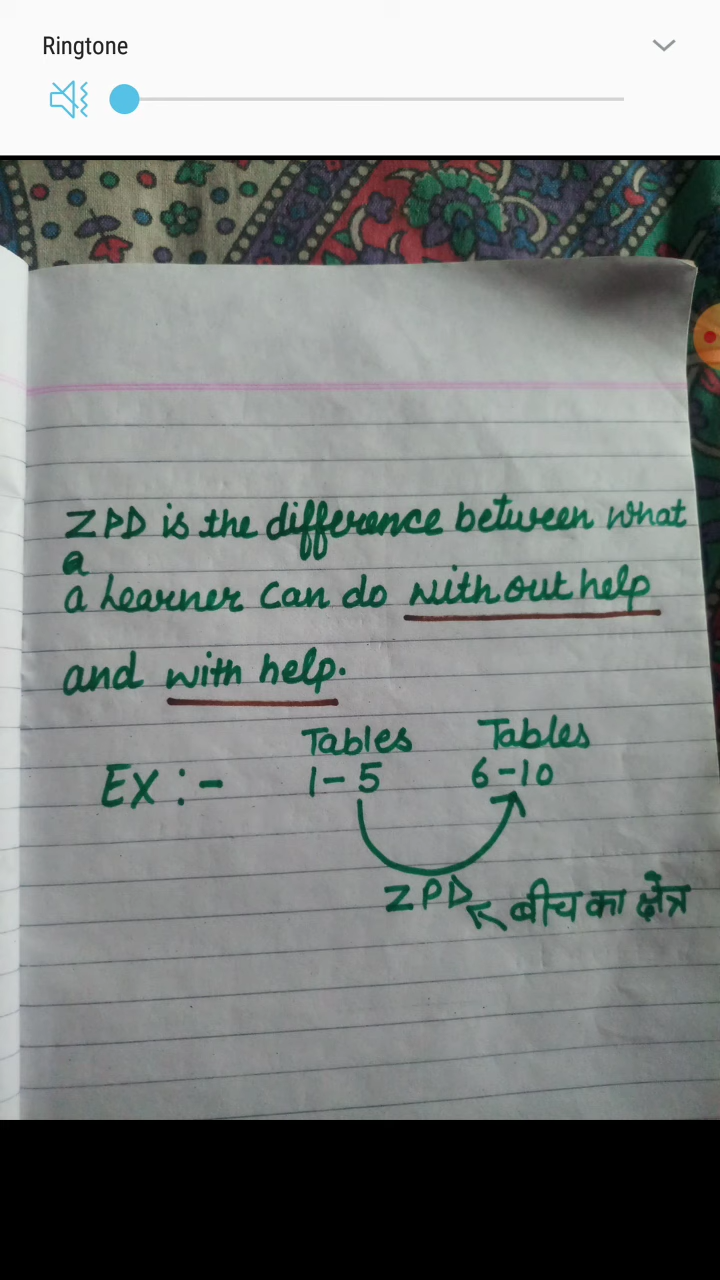 Ringtone
ZPD is the difference between what
a
a learner can do without help
and with help.
Tables Tables
Ex :- 1-5 6-10
ZPD बीच का क्षेत्र